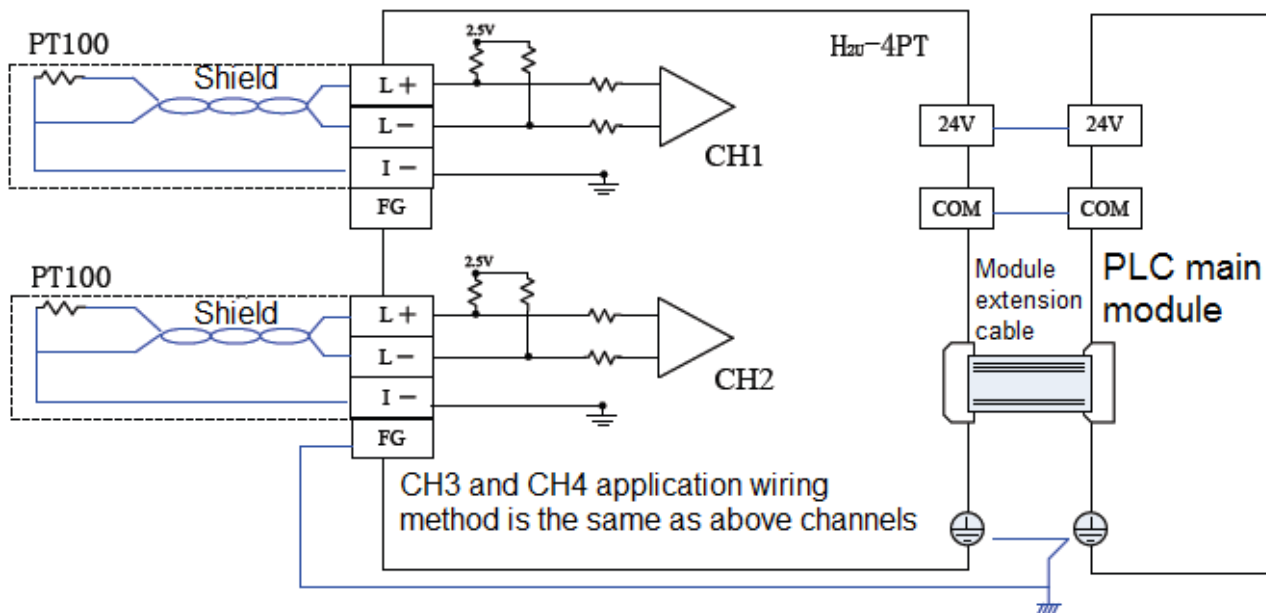 PT100
Shield
2.5V
L+
L−
I−
FG
CH1
H2U-4PT
24V
24V
COM
COM
PT100
Shield
2.5V
L+
L−
I−
FG
CH2
Module
extension
cable
PLC main
module
CH3 and CH4 application wiring
method is the same as above channels